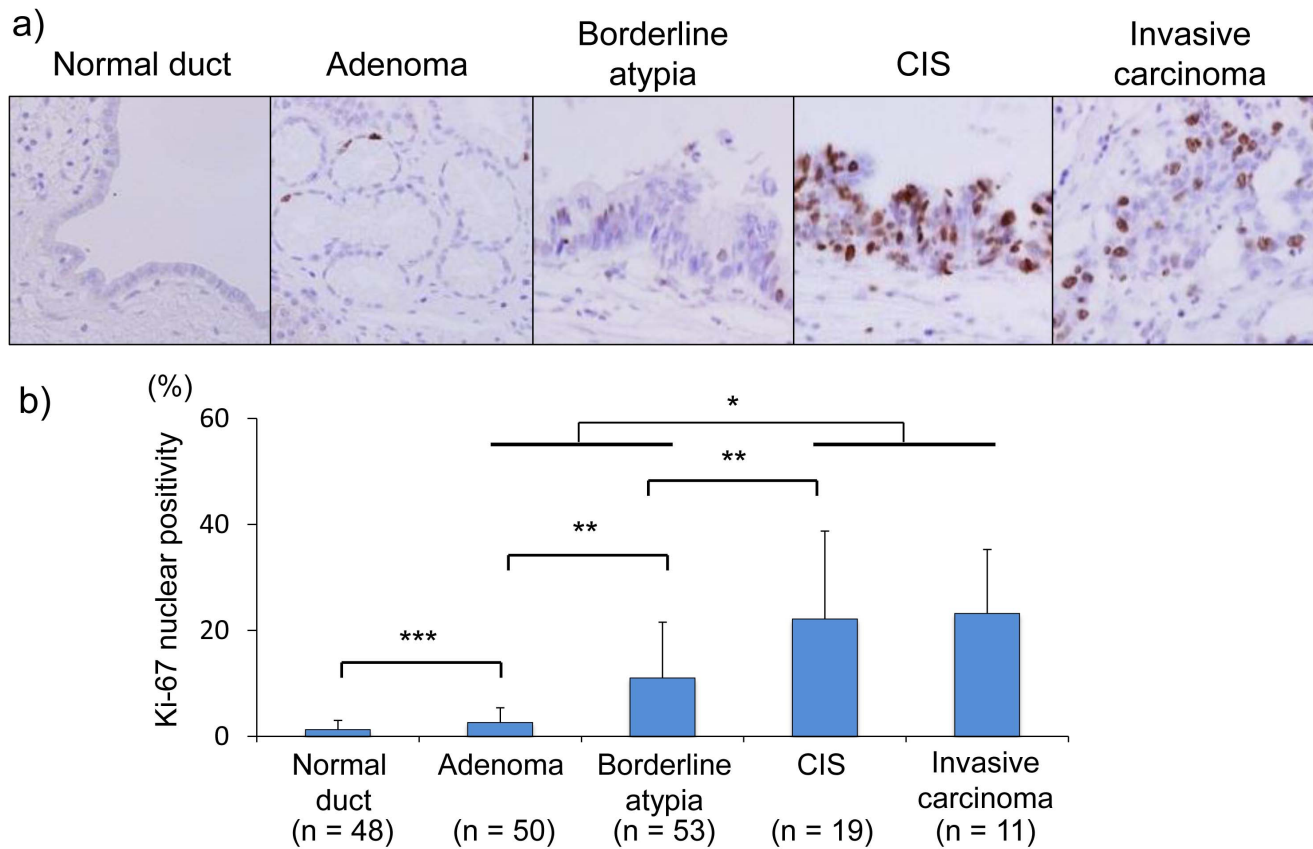 a)
Normal duct
Adenoma
Borderline
atypia
CIS
Invasive
carcinoma
b)
(%)
Ki-67 nuclear positivity
60
40
20
0
*
**
**
***
Normal
duct
(n = 48)
Adenoma
(n = 50)
Borderline
atypia
(n = 53)
CIS
(n = 19)
Invasive
carcinoma
(n = 11)